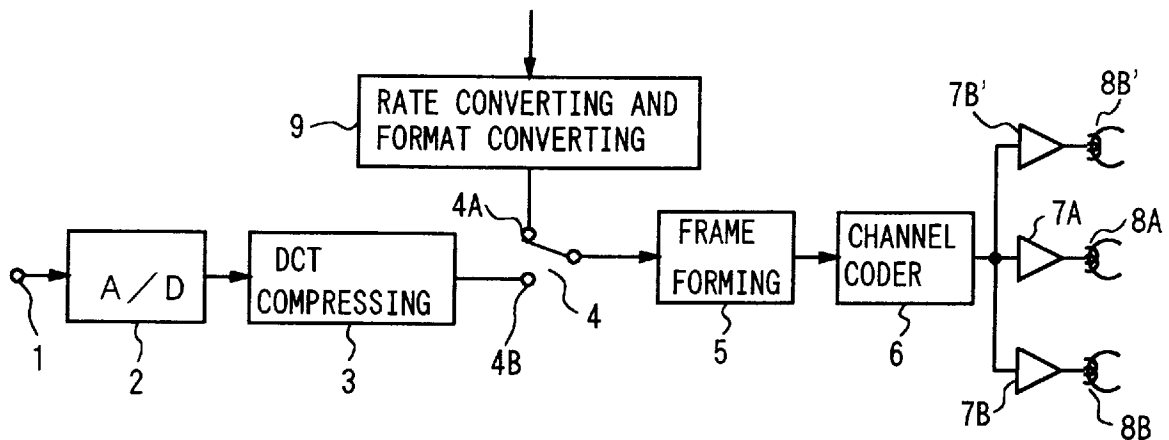 RATE CONVERTING AND
FORMAT CONVERTING
9
7B'
8B'
4A
7A
8A
A/D
DCT
COMPRESSING
FRAME
FORMING
CHANNEL
CODER
1
2
3
4B
4
5
6
7B
8B